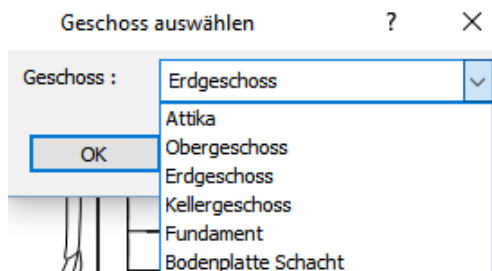 Geschoss auswählen ?
Geschoss : Erdgeschoss
Attika
OK Obergeschoss
Erdgeschoss
Kellergeschoss
Fundament
Bodenplatte Schacht